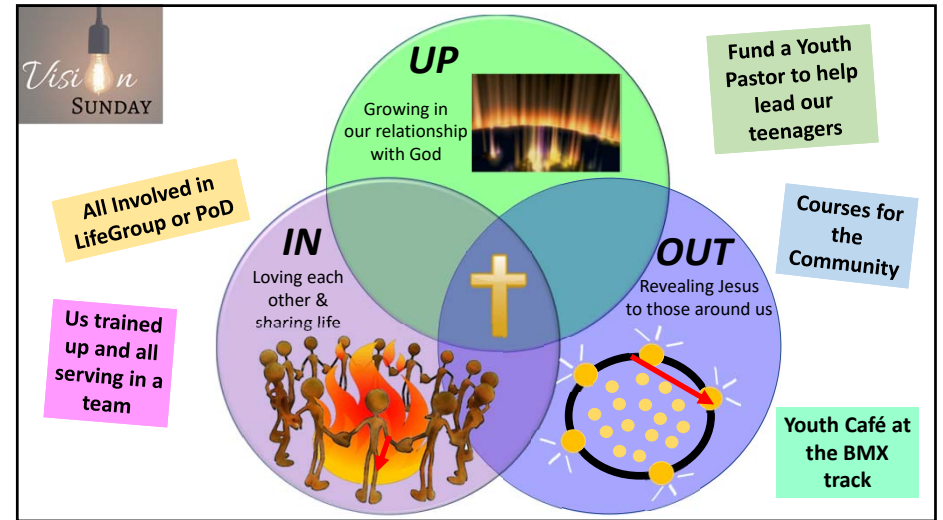 Vision
SUNDAY
UP
Growing in
our relationship
with God
Fund a Youth
Pastor to help
lead our
teenagers
All Involved in
LifeGroup or PoD
IN
Loving each
other &
sharing life
OUT
Revealing Jesus
to those around us
Courses for
the
Community
Us trained
up and all
serving in a
team
Youth Café at
the BMX
track